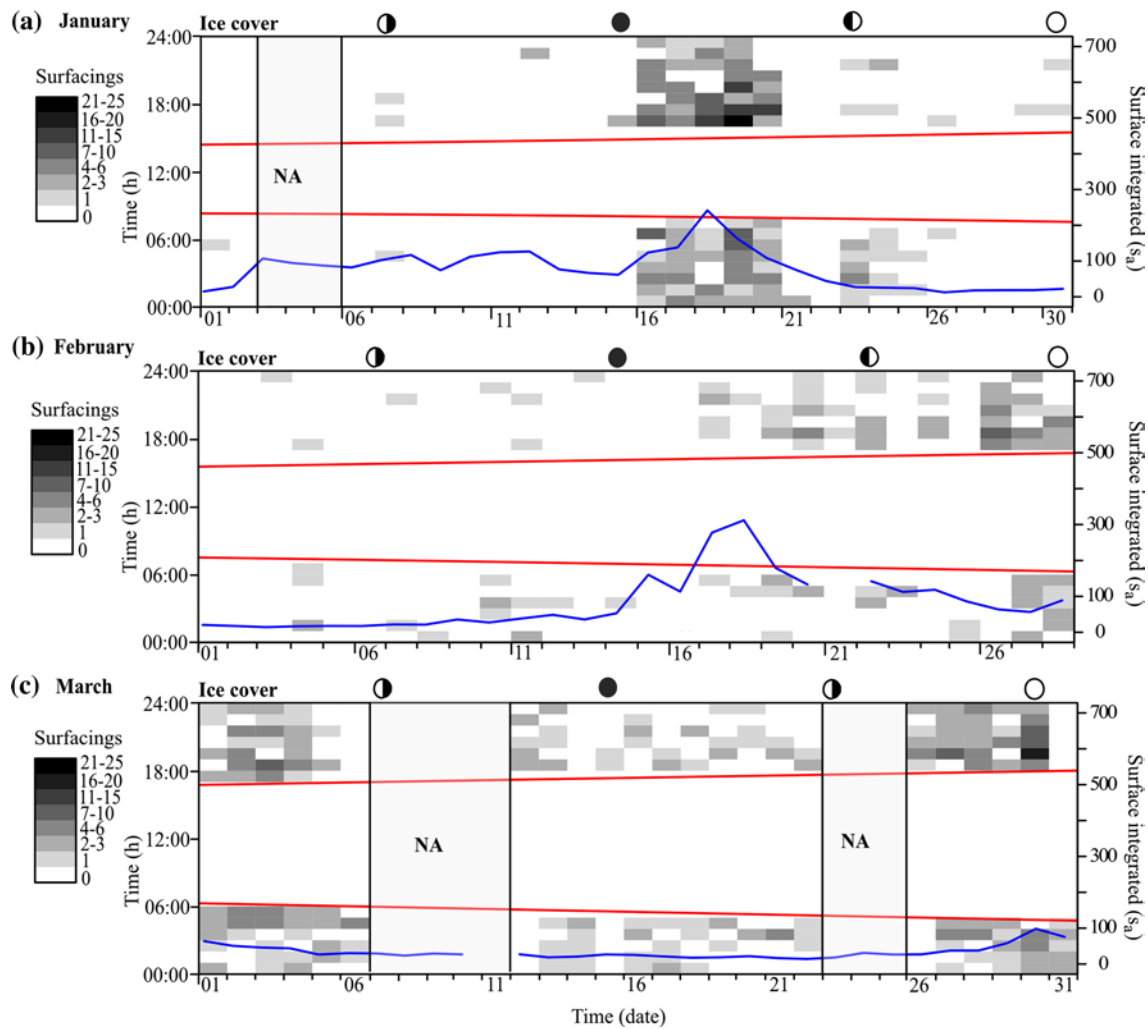 (a) January
Ice cover
Surfacings
21-25
16-20
11-15
7-10
4-6
2-3
1
0
Time (h)
24:00
18:00
12:00
06:00
00:00
NA
700
500
300
100
0
Surface integrated (sa)
01 06 11 16 21 26 30
(b) February
Ice cover
Surfacings
21-25
16-20
11-15
7-10
4-6
2-3
1
0
Time (h)
24:00
18:00
12:00
06:00
00:00
700
500
300
100
0
Surface integrated (sa)
01 06 11 16 21 26
(c) March
Ice cover
Surfacings
21-25
16-20
11-15
7-10
4-6
2-3
1
0
Time (h)
24:00
18:00
12:00
06:00
00:00
NA
NA
700
500
300
100
0
Surface integrated (sa)
01 06 11 16 21 26 31
Time (date)